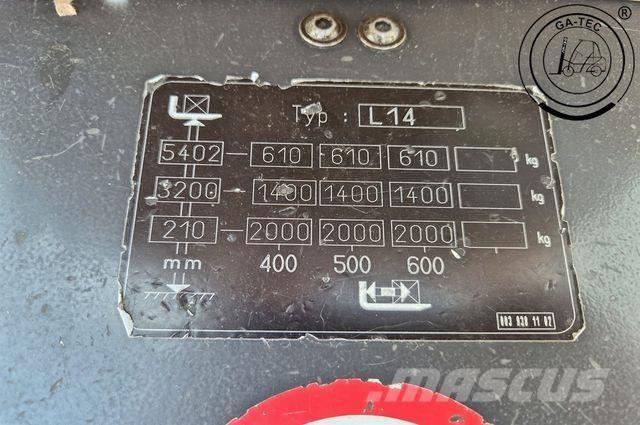 GA-TEC ®
Typ : L14
5402 610 610 610 kg
3200 1400 1400 1400 kg
210 2000 2000 2000 kg
mm 400 500 600
003 030 11 02
MASCUS